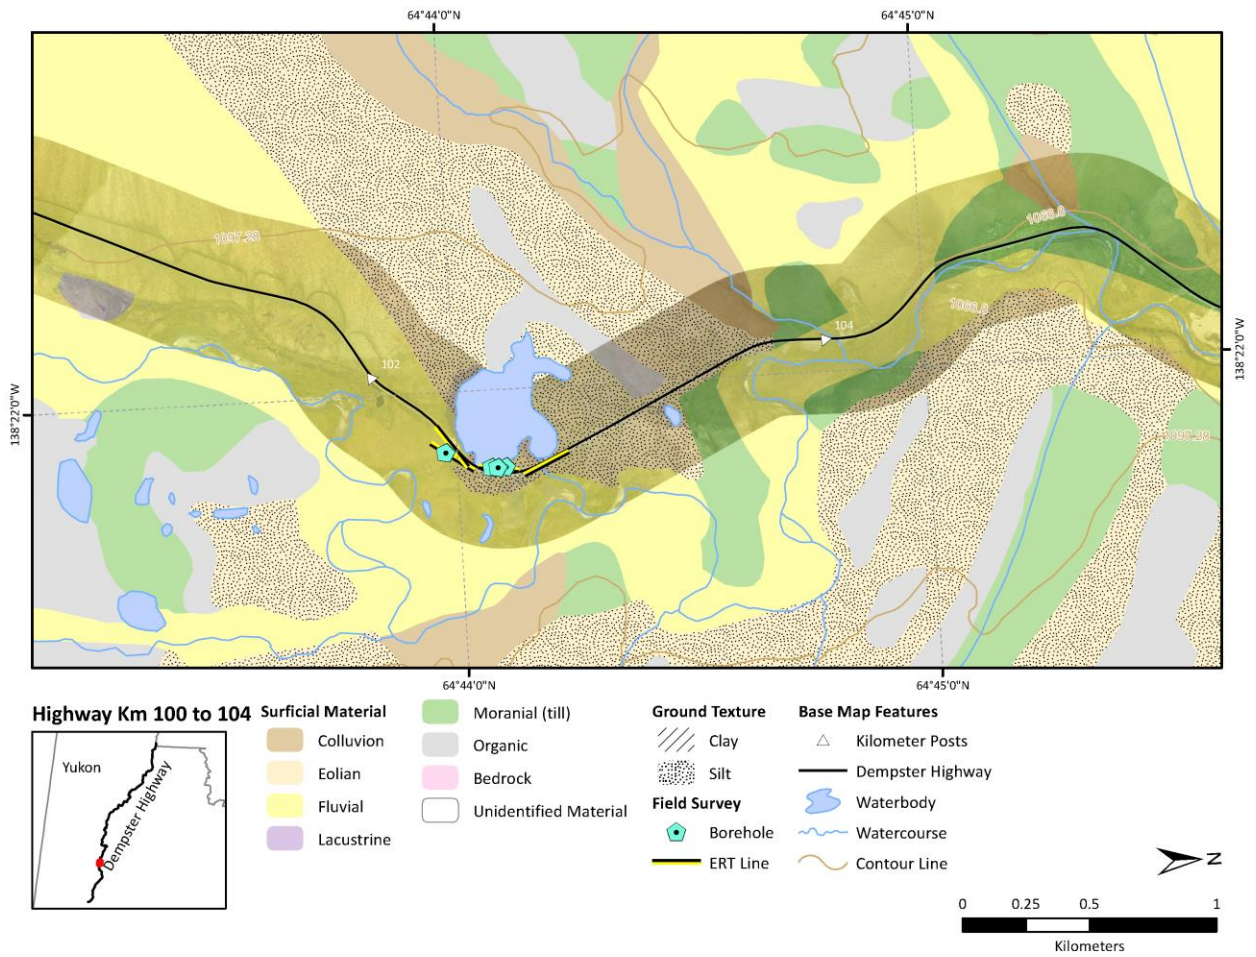 64°44'0"N
64°45'0"N
1097.28
1066.8
1066.8
104
102
1097.28
138°22'0"W
138°22'0"W
64°44'0"N
64°45'0"N
Highway Km 100 to 104
Yukon
Dempster Highway
Surficial Material
Colluvion
Eolian
Fluvial
Lacustrine
Moranial (till)
Organic
Bedrock
Unidentified Material
Ground Texture
Clay
Silt
Field Survey
Borehole
ERT Line
Base Map Features
Kilometer Posts
Dempster Highway
Waterbody
Watercourse
Contour Line
N
0 0.25 0.5 1
Kilometers